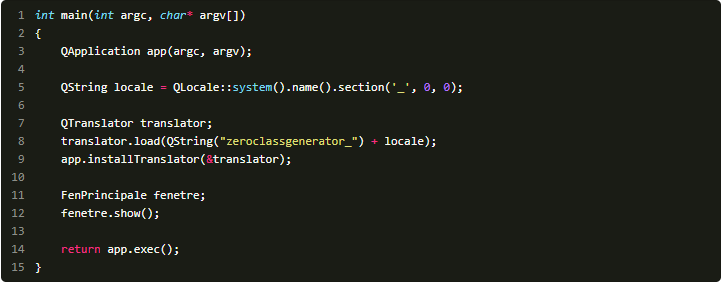 1 int main(int argc, char* argv[])
2 {
3     QApplication app(argc, argv);
4
5     QString locale = QLocale::system().name().section('_', 0, 0);
6
7     QTranslator translator;
8     translator.load(QString("zeroclassgenerator_") + locale);
9     app.installTranslator(&translator);
10
11     FenPrincipale fenetre;
12     fenetre.show();
13
14     return app.exec();
15 }